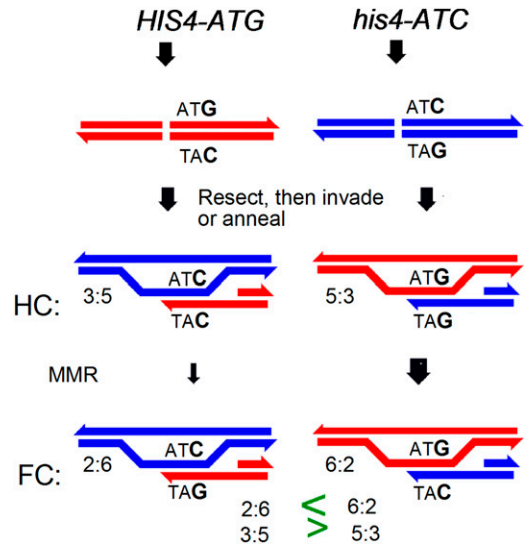 HIS4-ATG his4-ATC
ATG ATC
TAC TAG
Resect, then invade
or anneal
HC: 3:5 ATC TAC 5:3 ATG TAG
MMR
FC: 2:6 ATC TAG 6:2 ATG TAC
2:6 < 6:2
3:5 > 5:3